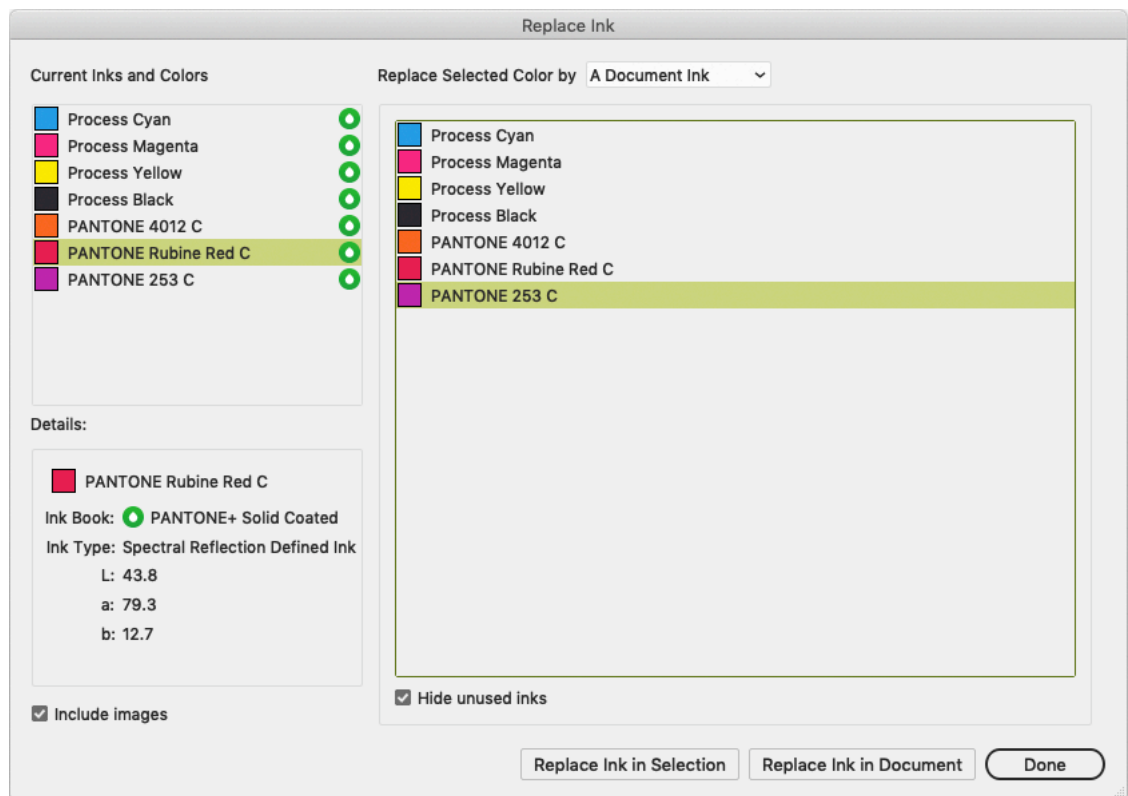 Replace Ink
Current Inks and Colors
Process Cyan
Process Magenta
Process Yellow
Process Black
PANTONE 4012 C
PANTONE Rubine Red C
PANTONE 253 C
Details:
PANTONE Rubine Red C
Ink Book: PANTONE+ Solid Coated
Ink Type: Spectral Reflection Defined Ink
L: 43.8
a: 79.3
b: 12.7
Include images
Replace Selected Color by A Document Ink
Process Cyan
Process Magenta
Process Yellow
Process Black
PANTONE 4012 C
PANTONE Rubine Red C
PANTONE 253 C
Hide unused inks
Replace Ink in Selection
Replace Ink in Document
Done